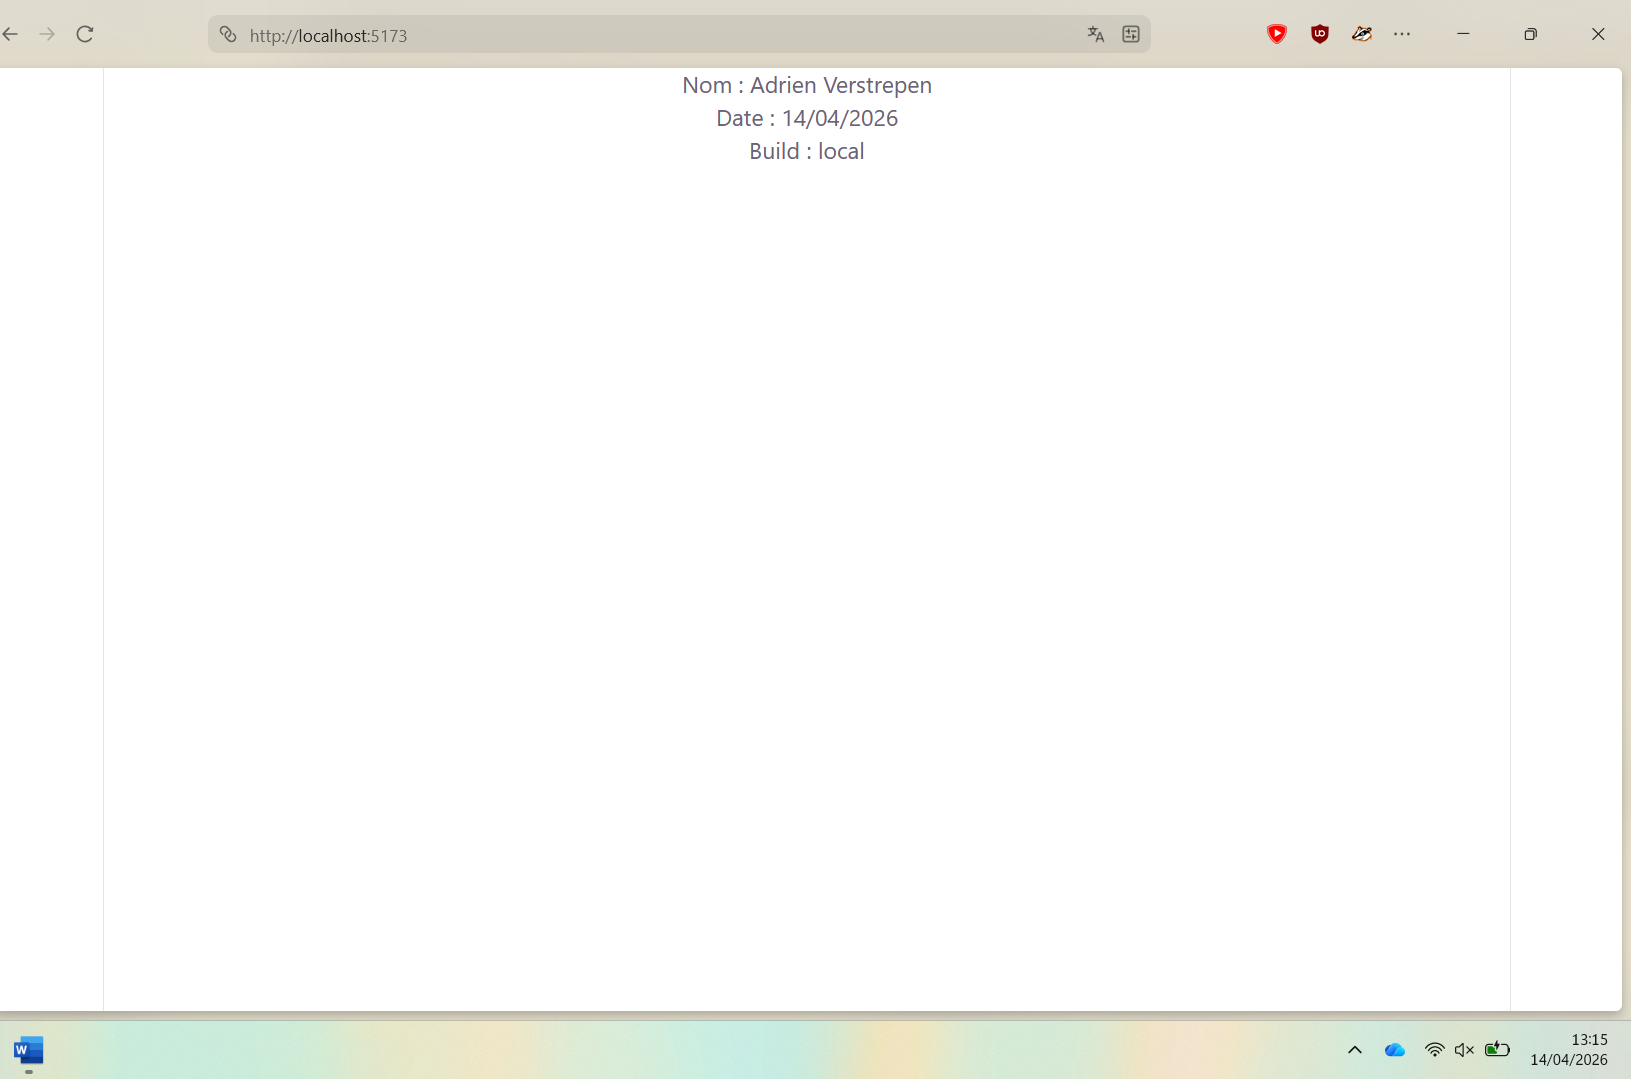 http://localhost:5173
Nom : Adrien Verstrepen
Date : 14/04/2026
Build : local
W
13:15
14/04/2026